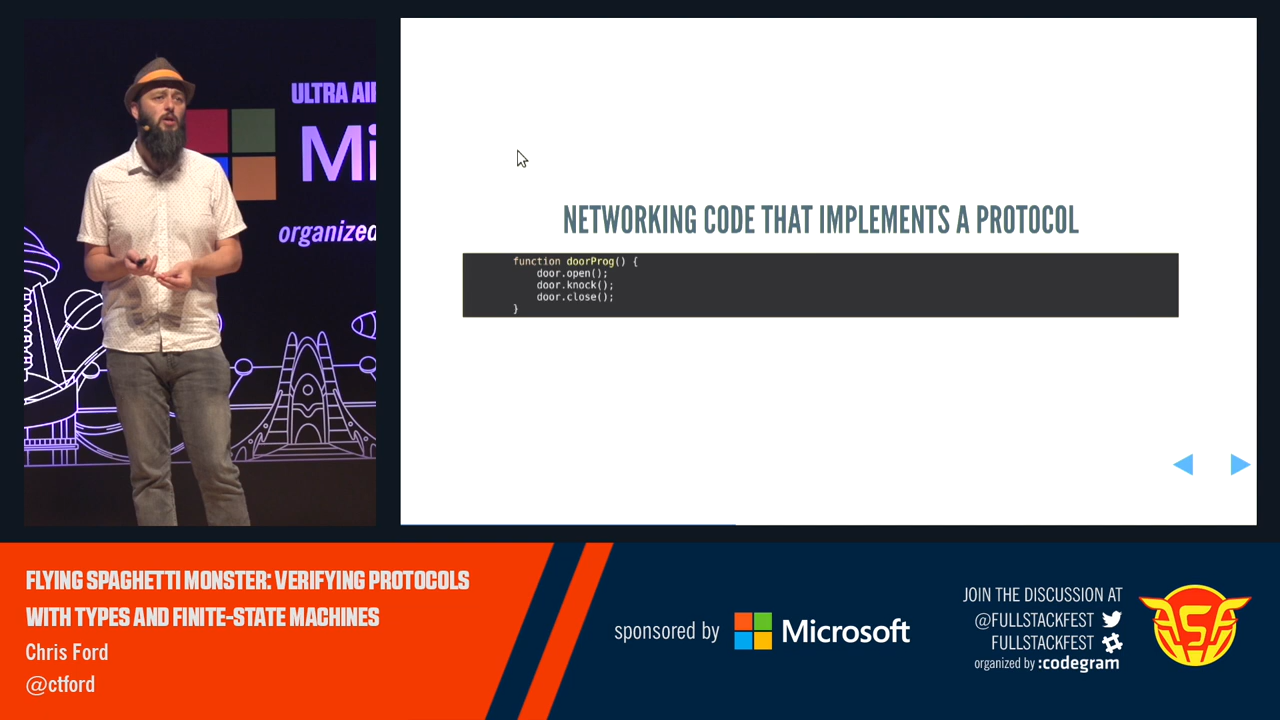 ULTRA AI
Mi
organized
NETWORKING CODE THAT IMPLEMENTS A PROTOCOL
function doorProg() {
door.open();
door.knock();
door.close();
}
FLYING SPAGHETTI MONSTER: VERIFYING PROTOCOLS
WITH TYPES AND FINITE-STATE MACHINES
Chris Ford
@ctford
sponsored by Microsoft
JOIN THE DISCUSSION AT
@FULLSTACKFEST
FULLSTACKFEST
organized by :codegram
FSF